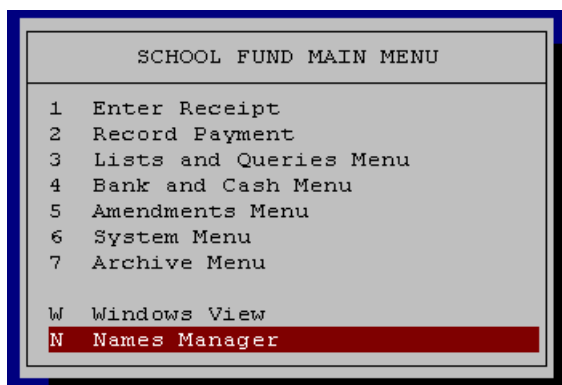 SCHOOL FUND MAIN MENU
1 Enter Receipt
2 Record Payment
3 Lists and Queries Menu
4 Bank and Cash Menu
5 Amendments Menu
6 System Menu
7 Archive Menu
W Windows View
N Names Manager